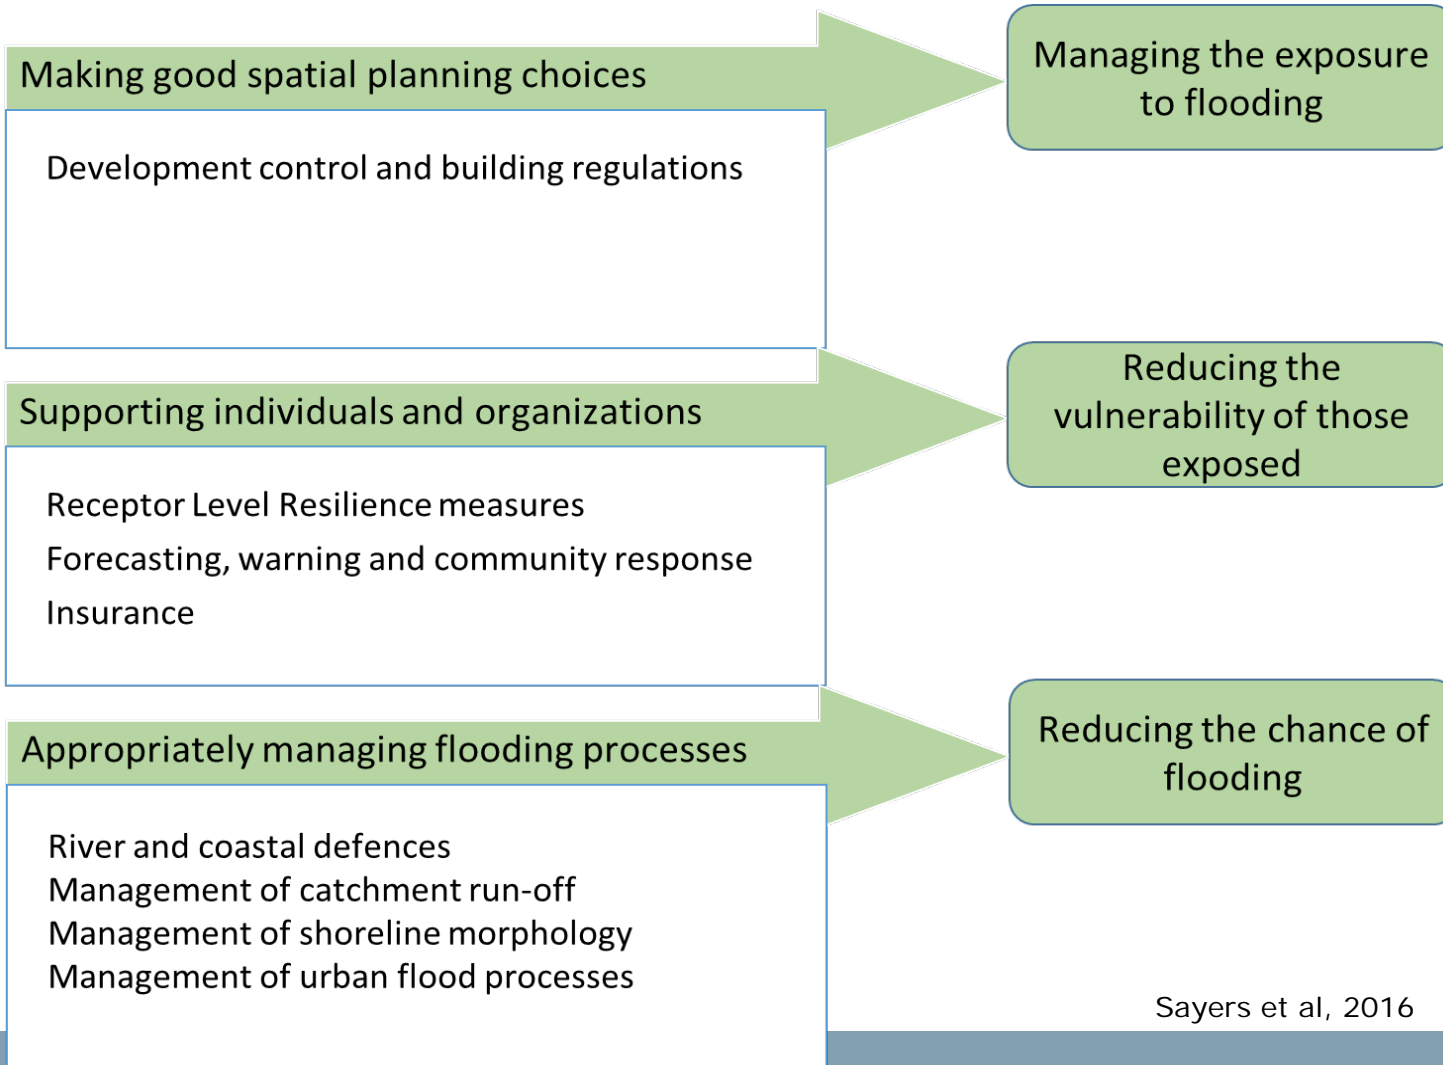 Making good spatial planning choices
Managing the exposure
to flooding
Development control and building regulations
Supporting individuals and organizations
Reducing the
vulnerability of those
exposed
Receptor Level Resilience measures
Forecasting, warning and community response
Insurance
Appropriately managing flooding processes
Reducing the chance of
flooding
River and coastal defences
Management of catchment run-off
Management of shoreline morphology
Management of urban flood processes
Sayers et al, 2016